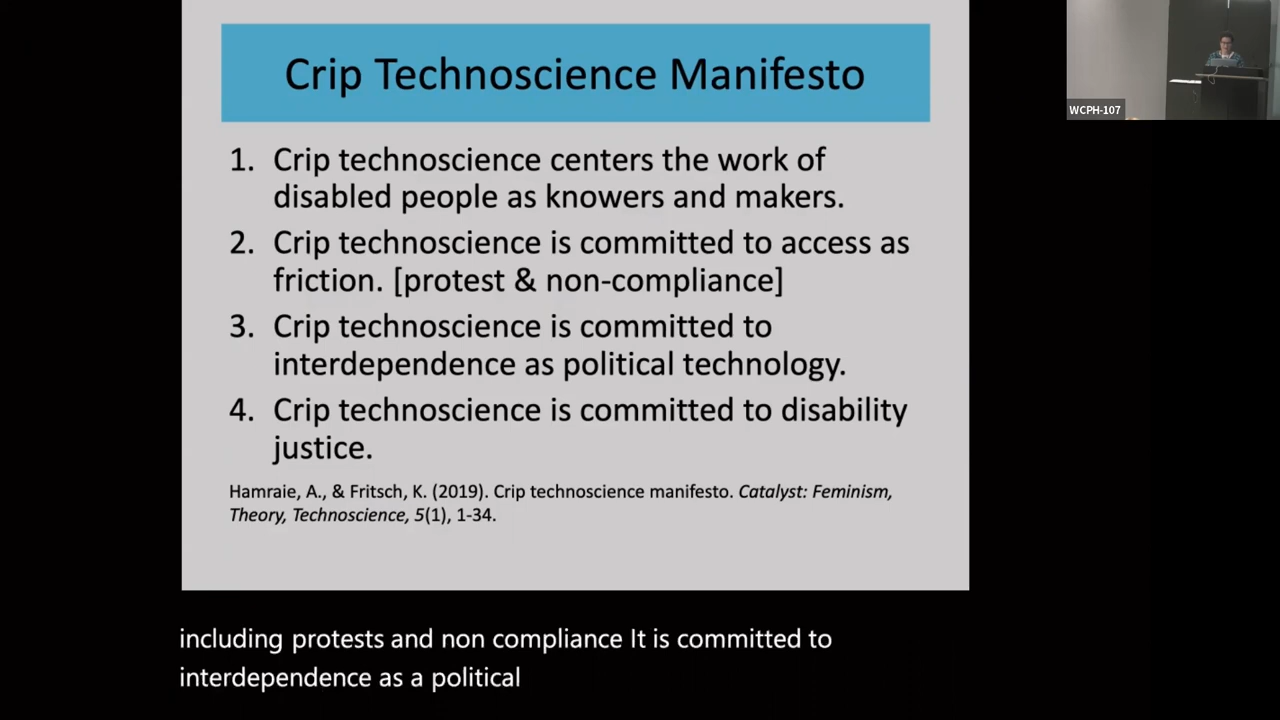 Crip Technoscience Manifesto
1. Crip technoscience centers the work of
disabled people as knowers and makers.
2. Crip technoscience is committed to access as
friction. [protest & non-compliance]
3. Crip technoscience is committed to
interdependence as political technology.
4. Crip technoscience is committed to disability
justice.
Hamraie, A., & Fritsch, K. (2019). Crip technoscience manifesto. Catalyst: Feminism,
Theory, Technoscience, 5(1), 1-34.
WCPH-107
including protests and non compliance It is committed to
interdependence as a political